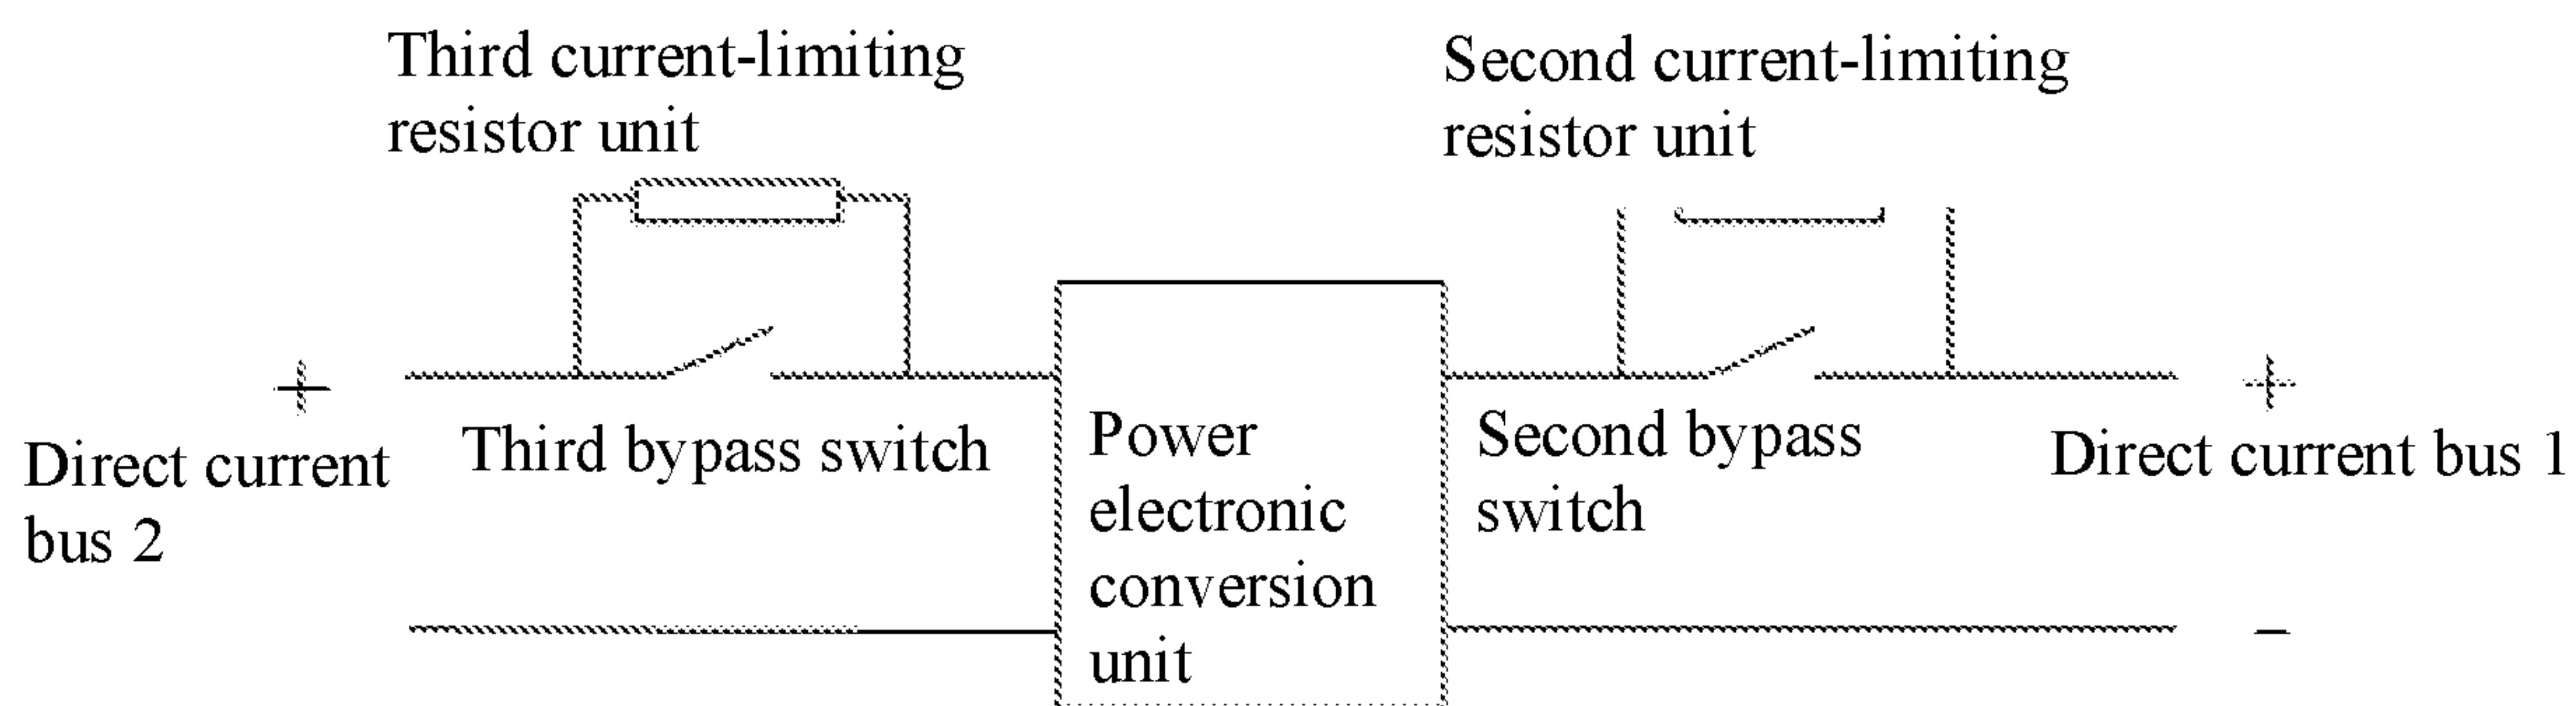 Third current-limiting
resistor unit
Second current-limiting
resistor unit
+
Direct current
bus 2
Third bypass switch
Power
electronic
conversion
unit
Second bypass
switch
+
Direct current bus 1
-